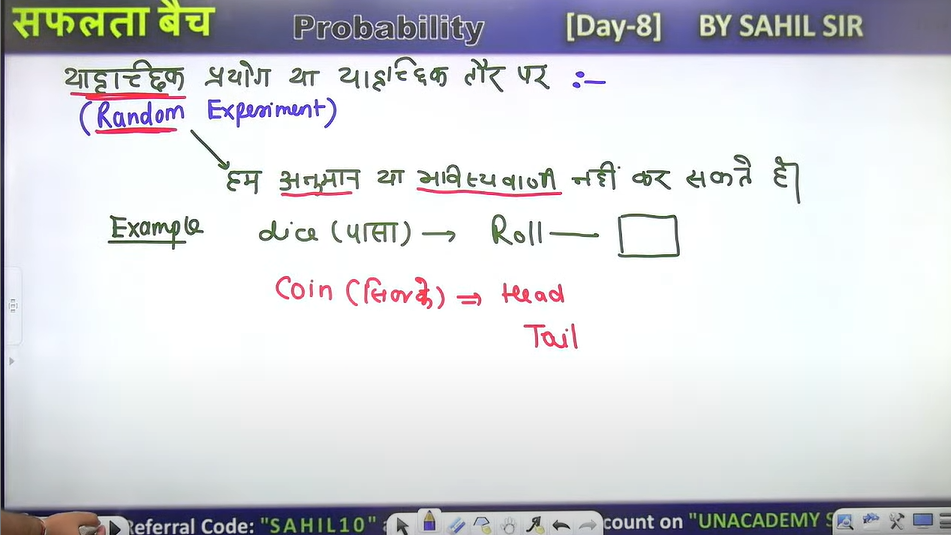 सफलता बैच Probability [Day-8] BY SAHIL SIR
यादृच्छिक प्रयोग या यादृच्छिक तौर पर :-
(Random Experiment)
हम अनुमान या भविष्यवाणी नहीं कर सकते है|
Example dice (पासा) → Roll —
Coin (सिक्के) ⇒ Head
Tail
Referral Code: "SAHIL10" count on "UNACADEMY S